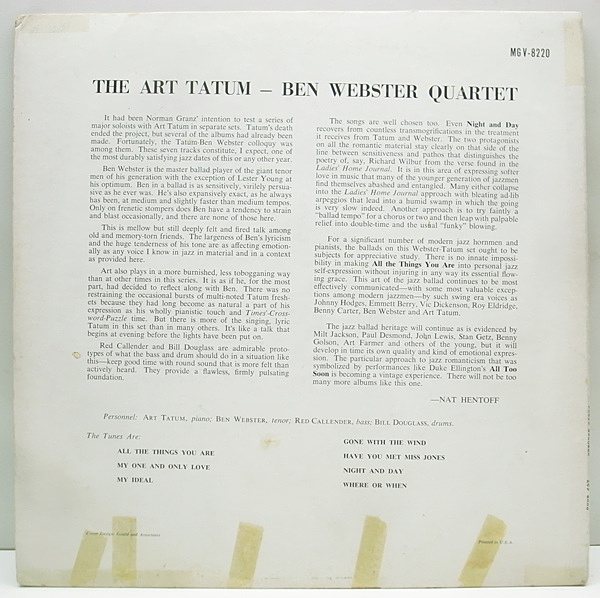 MG V-8220
THE ART TATUM — BEN WEBSTER QUARTET
It had been Norman Granz' intention to test a series
of major soloists with Art Tatum in separate sets. Tatum's death
ended the project, but several of the albums had already been
made. Fortunately, the Tatum-Ben Webster colloquy was
among them. These seven tracks constitute, I expect, one of
the most durably satisfying jazz dates of this or any other year.
Ben Webster is the master ballad player of the giant tenor
men of his generation with the exception of Lester Young at
his optimum. Ben in a ballad is as sensitively, virilely persua-
sive as he ever was. He's also expansively exact, as he always
has been, at medium and slightly faster than medium tempos.
Only on frenetic stompers does Ben have a tendency to strain
and blast occasionally, and there are none of those here.
This is mellow but still deeply felt and fired talk among
old and memory-torn friends. The largeness of Ben's lyricism
and the huge tenderness of his tone are as affecting emotion-
ally as any voice I know in jazz in material and in a context
as provided here.
Art also plays in a more burnished, less tobogganing way
than at other times in this series. It is as if he, for the most
part, had decided to reflect along with Ben. There was no
restraining the occasional bursts of multi-noted Tatum fresh-
ets because they had long become as natural a part of his
expression as his wholly pianistic touch and Times'-Cross-
word-Puzzle time. But there is more of the singing, lyric
Tatum in this set than in many others. It's like a talk that
begins at evening before the lights have been put on.
Red Callender and Bill Douglass are admirable proto-
types of what the bass and drum should do in a situation like
this—keep good time with round sound that is more felt than
actively heard. They provide a flawless, firmly pulsating
foundation.
The songs are well chosen too. Even Night and Day
recovers from countless transmogrifications in the treatment
it receives from Tatum and Webster. The two protagonists
on all the romantic material stay clearly on that side of the
line between sensitiveness and pathos that distinguishes the
poetry of, say, Richard Wilbur from the verse found in the
Ladies' Home Journal. It is in this area of expressing softer
love in music that many of the younger generation of jazzmen
find themselves abashed and entangled. Many either collapse
into the Ladies' Home Journal approach with bleating ad-lib
arpeggios that lead into a humid swamp in which the going
is very slow indeed. Another approach is to try faintly a
"ballad tempo" for a chorus or two and then leap with palpable
relief into double-time and the usual "funky" blowing.
For a significant number of modern jazz hornmen and
pianists, the ballads on this Webster-Tatum set ought to be
subjects for appreciative study. There is no innate impossi-
bility in making All the Things You Are into personal jazz
self-expression without injuring in any way its essential flow-
ing grace. This art of the jazz ballad continues to be most
effectively communicated—with some most valuable excep-
tions among modern jazzmen—by such swing era voices as
Johnny Hodges, Emmett Berry, Vic Dickenson, Roy Eldridge,
Benny Carter, Ben Webster and Art Tatum.
The jazz ballad heritage will continue as is evidenced by
Milt Jackson, Paul Desmond, John Lewis, Stan Getz, Benny
Golson, Art Farmer and others of the young, but it will
develop in time its own quality and kind of emotional expres-
sion. The particular approach to jazz romanticism that was
symbolized by performances like Duke Ellington's All Too
Soon is becoming a vintage experience. There will not be too
many more albums like this one.
—NAT HENTOFF
Personnel: ART TATUM, piano; BEN WEBSTER, tenor; RED CALLENDER, bass; BILL DOUGLASS, drums.
The Tunes Are:
ALL THE THINGS YOU ARE
MY ONE AND ONLY LOVE
MY IDEAL
GONE WITH THE WIND
HAVE YOU MET MISS JONES
NIGHT AND DAY
WHERE OR WHEN
Printed in U.S.A.